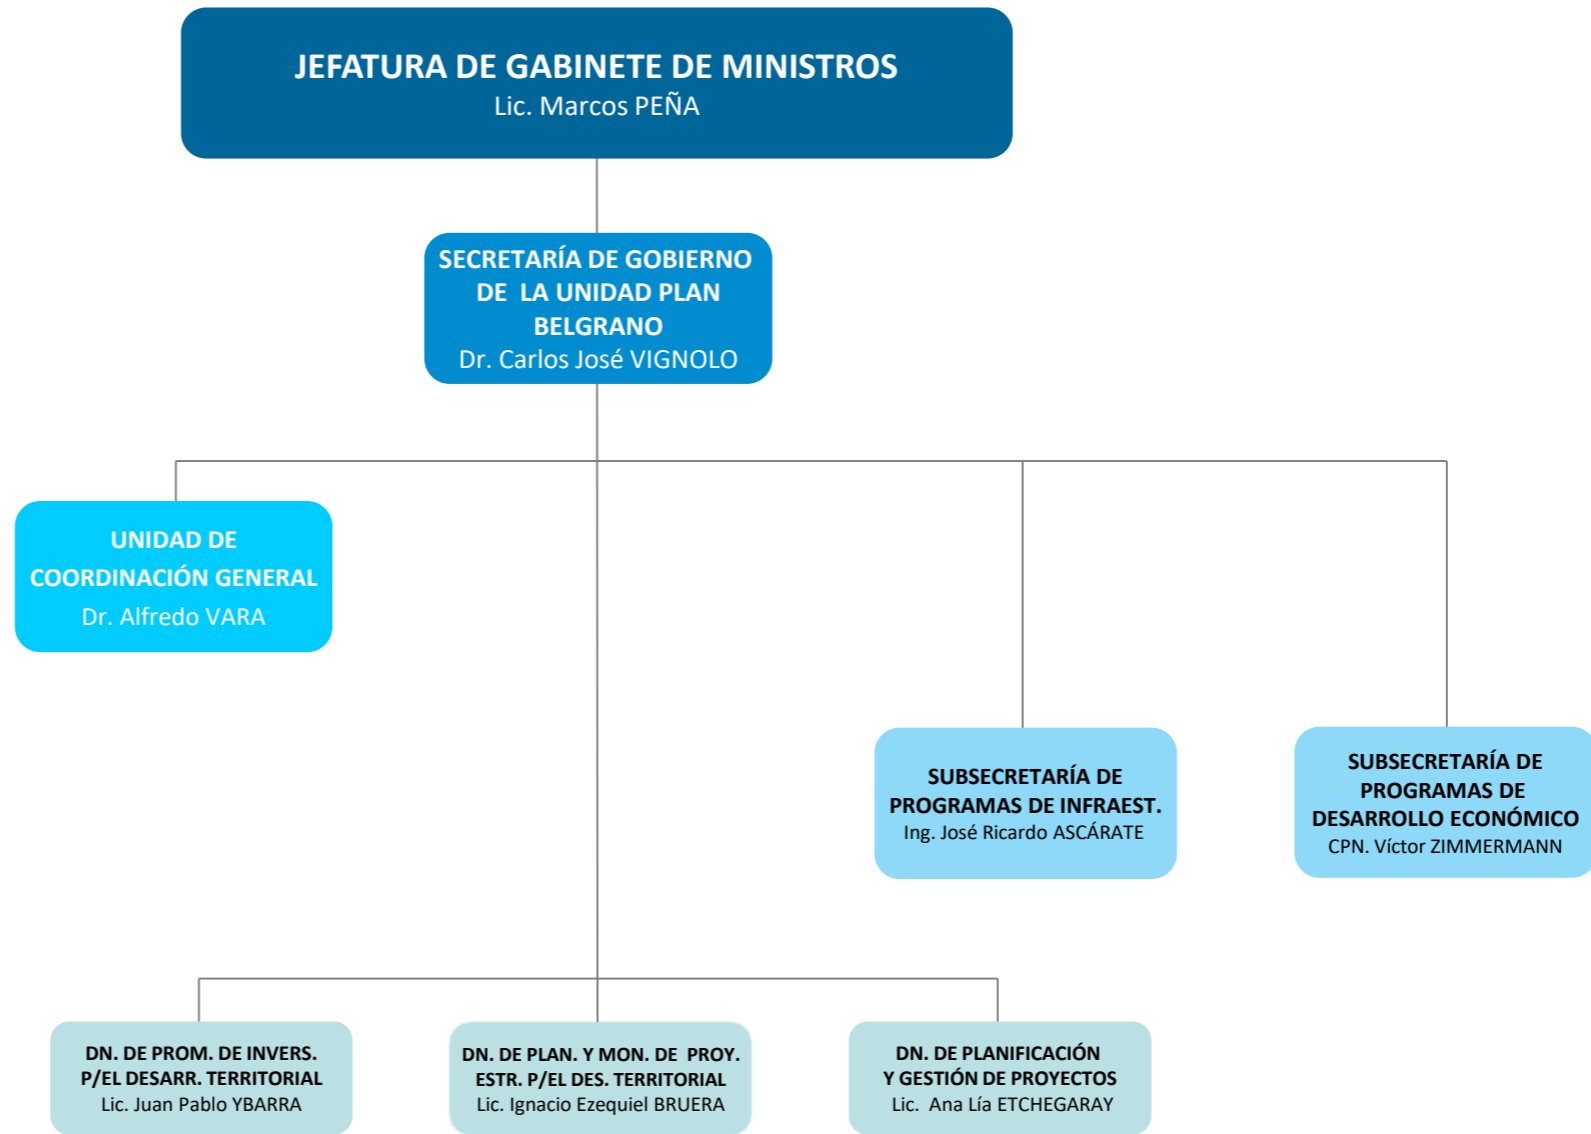 JEFATURA DE GABINETE DE MINISTROS
Lic. Marcos PEÑA
SECRETARÍA DE GOBIERNO
DE LA UNIDAD PLAN
BELGRANO
Dr. Carlos José VIGNOLO
UNIDAD DE
COORDINACIÓN GENERAL
Dr. Alfredo VARA
SUBSECRETARÍA DE
PROGRAMAS DE INFRAEST.
Ing. José Ricardo ASCÁRATE
SUBSECRETARÍA DE
PROGRAMAS DE
DESARROLLO ECONÓMICO
CPN. Víctor ZIMMERMANN
DN. DE PROM. DE INVERS.
P/EL DESARR. TERRITORIAL
Lic. Juan Pablo YBARRA
DN. DE PLAN. Y MON. DE PROY.
ESTR. P/EL DES. TERRITORIAL
Lic. Ignacio Ezequiel BRUERA
DN. DE PLANIFICACIÓN
Y GESTIÓN DE PROYECTOS
Lic. Ana Lía ETCHEGARAY